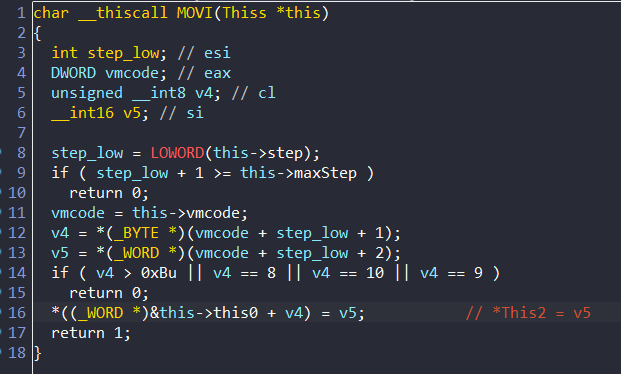 1 char __thiscall MOVI(Thiss *this)
2 {
3 int step_low; // esi
4 DWORD vmcode; // eax
5 unsigned __int8 v4; // cl
6 __int16 v5; // si
7
8 step_low = LOWORD(this->step);
9 if ( step_low + 1 >= this->maxStep )
10 return 0;
11 vmcode = this->vmcode;
12 v4 = *(_BYTE *)(vmcode + step_low + 1);
13 v5 = *(_WORD *)(vmcode + step_low + 2);
14 if ( v4 > 0xBu || v4 == 8 || v4 == 10 || v4 == 9 )
15 return 0;
16 *((_WORD *)&this->this0 + v4) = v5; // *This2 = v5
17 return 1;
18 }